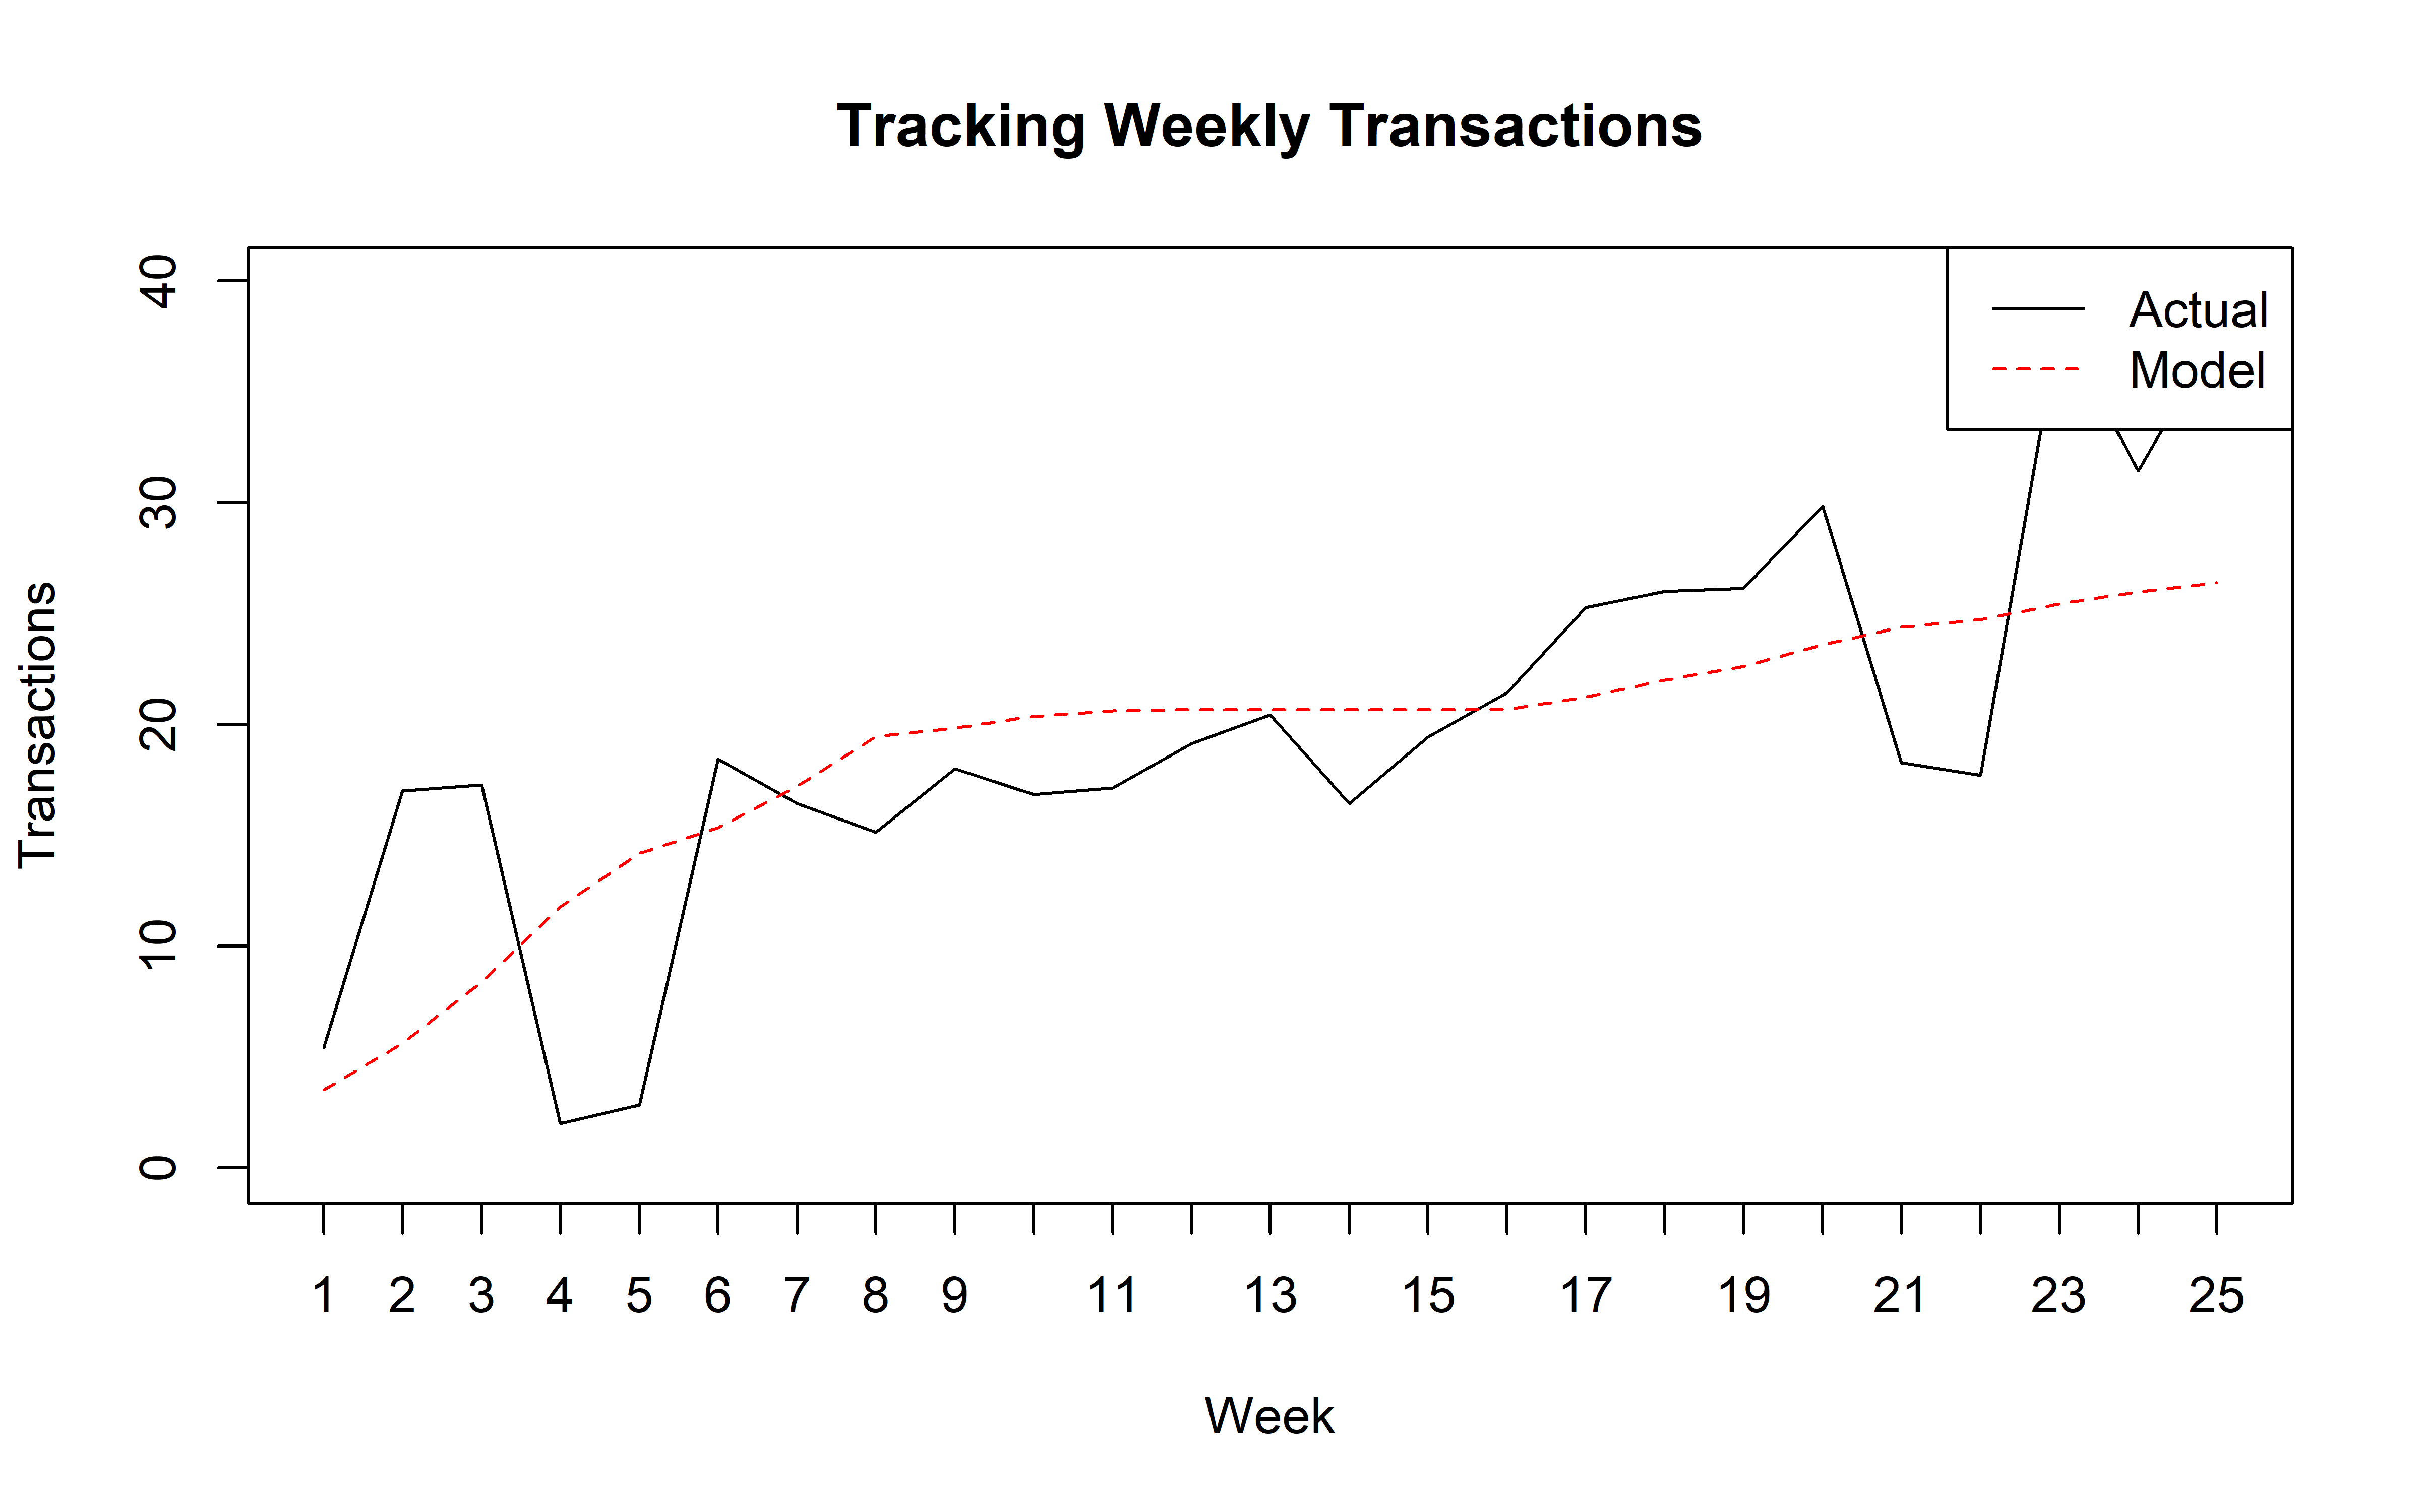 Tracking Weekly Transactions
40
30
20
10
0
Transactions
Actual
Model
1 2 3 4 5 6 7 8 9 11 13 15 17 19 21 23 25
Week